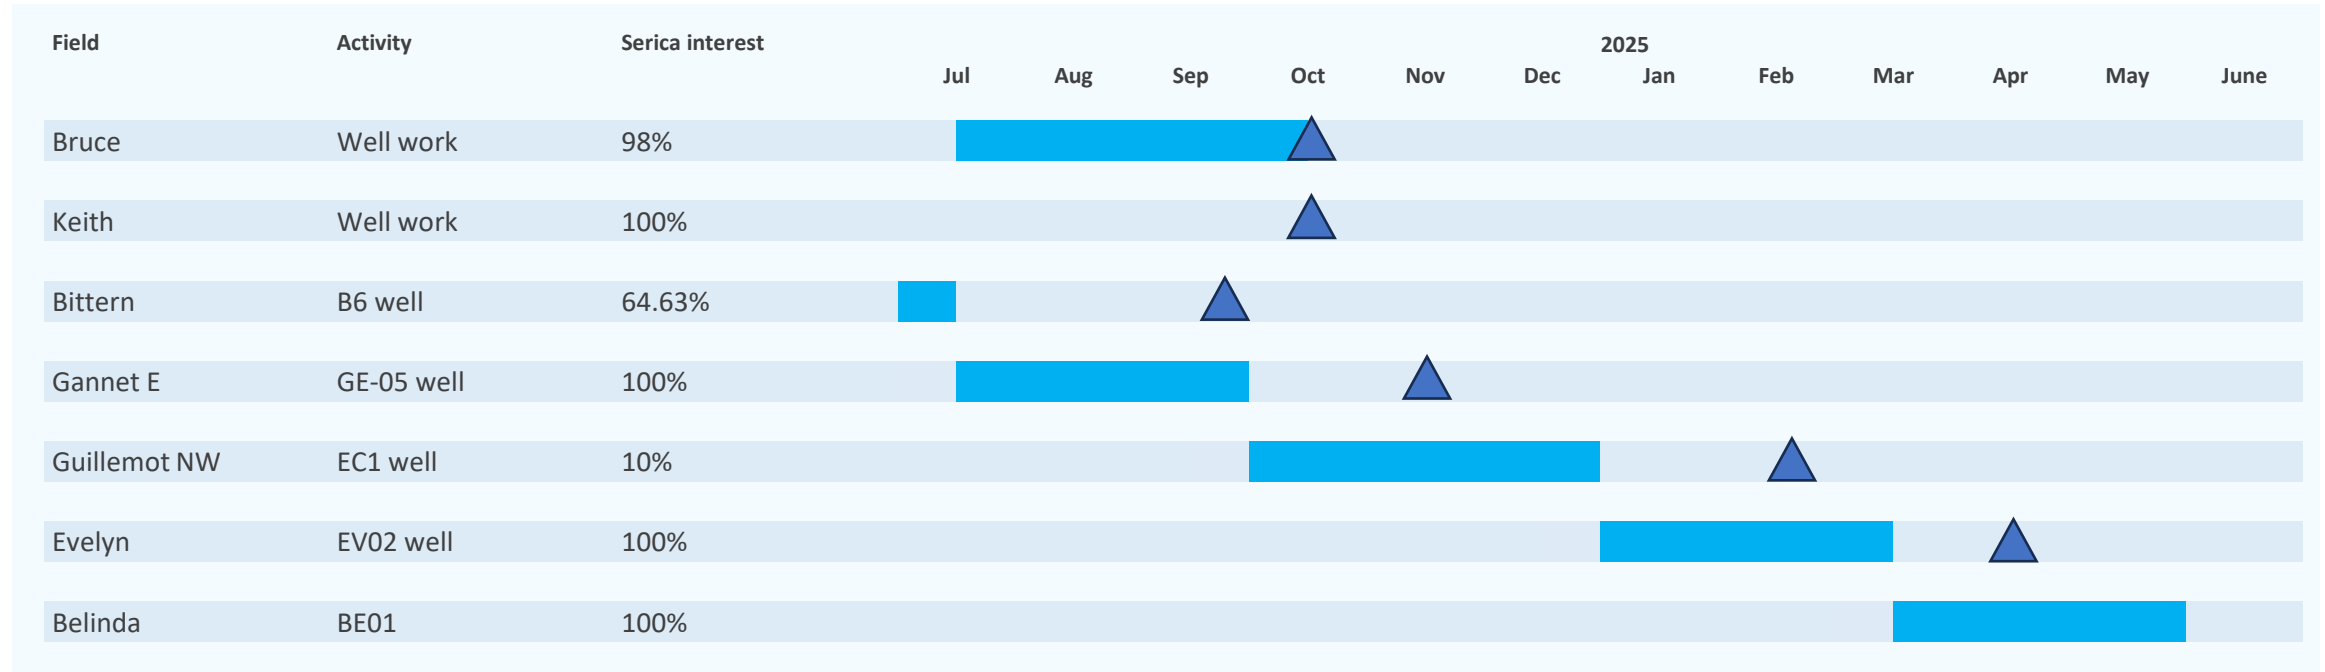 Field Activity Serica interest 2025
Jul Aug Sep Oct Nov Dec Jan Feb Mar Apr May June
Bruce Well work 98%
Keith Well work 100%
Bittern B6 well 64.63%
Gannet E GE-05 well 100%
Guillemot NW EC1 well 10%
Evelyn EV02 well 100%
Belinda BE01 100%